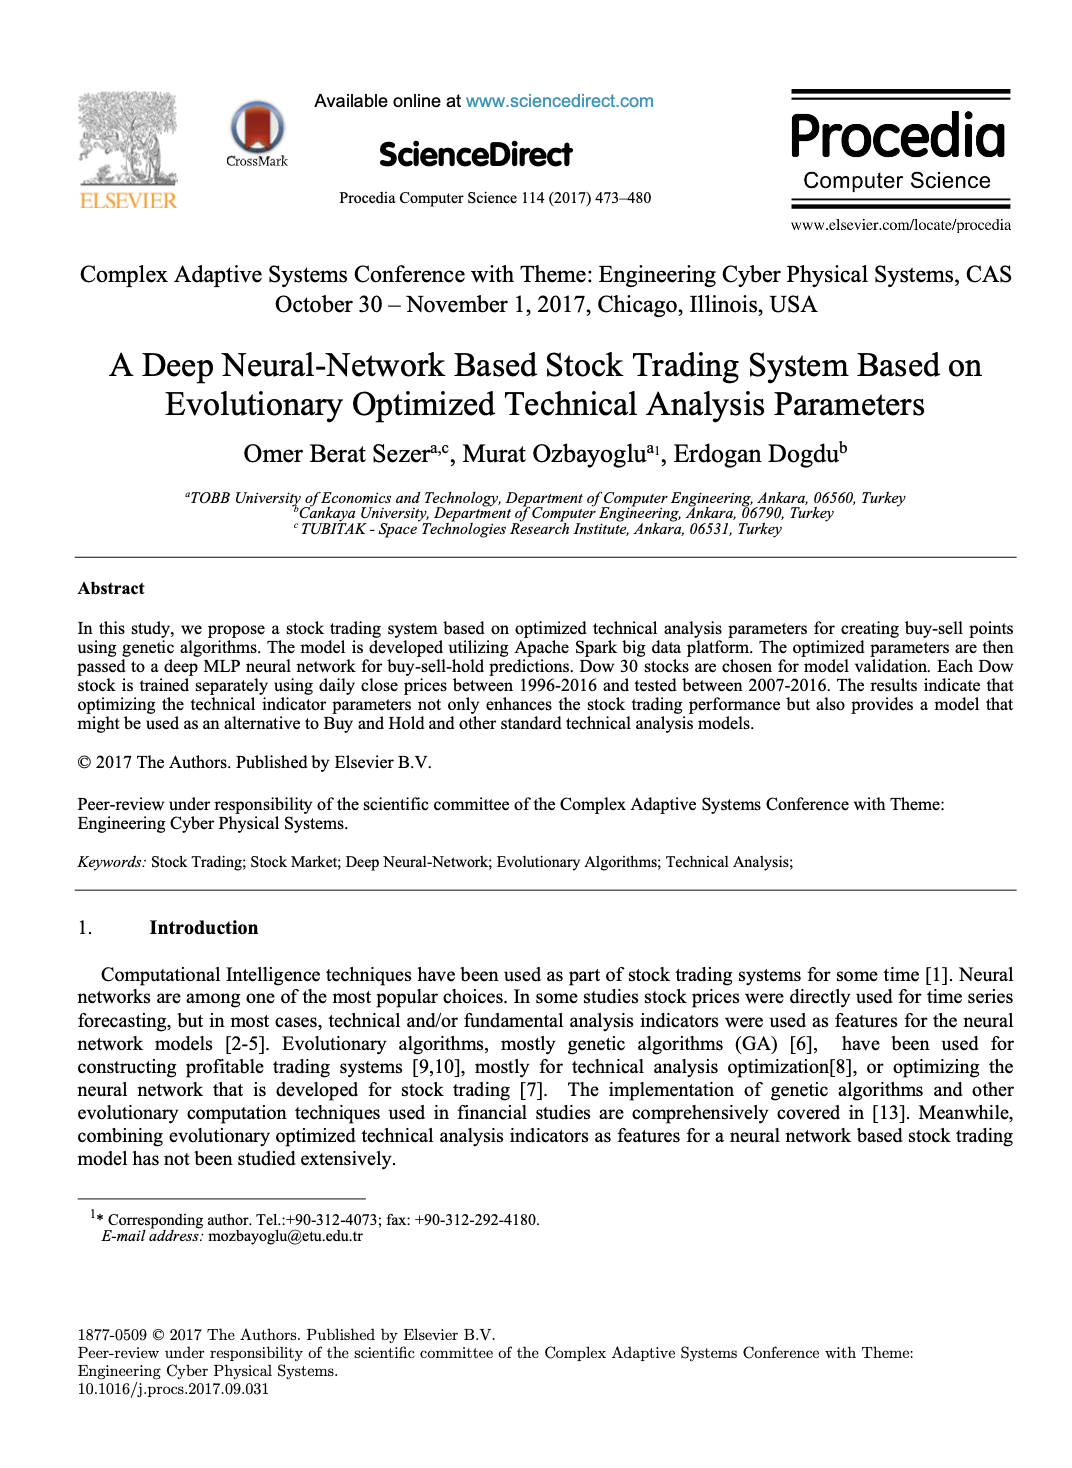 ELSEVIER
CrossMark
Available online at www.sciencedirect.com
ScienceDirect
Procedia Computer Science 114 (2017) 473–480
Procedia
Computer Science
www.elsevier.com/locate/procedia
Complex Adaptive Systems Conference with Theme: Engineering Cyber Physical Systems, CAS
October 30 – November 1, 2017, Chicago, Illinois, USA
A Deep Neural-Network Based Stock Trading System Based on
Evolutionary Optimized Technical Analysis Parameters
Omer Berat Sezer^a,c, Murat Ozbayoglu^a1, Erdogan Dogdu^b
^aTOBB University of Economics and Technology, Department of Computer Engineering, Ankara, 06560, Turkey
^bCankaya University, Department of Computer Engineering, Ankara, 06790, Turkey
^c TUBITAK - Space Technologies Research Institute, Ankara, 06531, Turkey
Abstract
In this study, we propose a stock trading system based on optimized technical analysis parameters for creating buy-sell points
using genetic algorithms. The model is developed utilizing Apache Spark big data platform. The optimized parameters are then
passed to a deep MLP neural network for buy-sell-hold predictions. Dow 30 stocks are chosen for model validation. Each Dow
stock is trained separately using daily close prices between 1996-2016 and tested between 2007-2016. The results indicate that
optimizing the technical indicator parameters not only enhances the stock trading performance but also provides a model that
might be used as an alternative to Buy and Hold and other standard technical analysis models.
© 2017 The Authors. Published by Elsevier B.V.
Peer-review under responsibility of the scientific committee of the Complex Adaptive Systems Conference with Theme:
Engineering Cyber Physical Systems.
Keywords: Stock Trading; Stock Market; Deep Neural-Network; Evolutionary Algorithms; Technical Analysis;
1. Introduction
Computational Intelligence techniques have been used as part of stock trading systems for some time [1]. Neural
networks are among one of the most popular choices. In some studies stock prices were directly used for time series
forecasting, but in most cases, technical and/or fundamental analysis indicators were used as features for the neural
network models [2-5]. Evolutionary algorithms, mostly genetic algorithms (GA) [6], have been used for
constructing profitable trading systems [9,10], mostly for technical analysis optimization[8], or optimizing the
neural network that is developed for stock trading [7]. The implementation of genetic algorithms and other
evolutionary computation techniques used in financial studies are comprehensively covered in [13]. Meanwhile,
combining evolutionary optimized technical analysis indicators as features for a neural network based stock trading
model has not been studied extensively.
^1* Corresponding author. Tel.:+90-312-4073; fax: +90-312-292-4180.
E-mail address: mozbayoglu@etu.edu.tr
1877-0509 © 2017 The Authors. Published by Elsevier B.V.
Peer-review under responsibility of the scientific committee of the Complex Adaptive Systems Conference with Theme:
Engineering Cyber Physical Systems.
10.1016/j.procs.2017.09.031